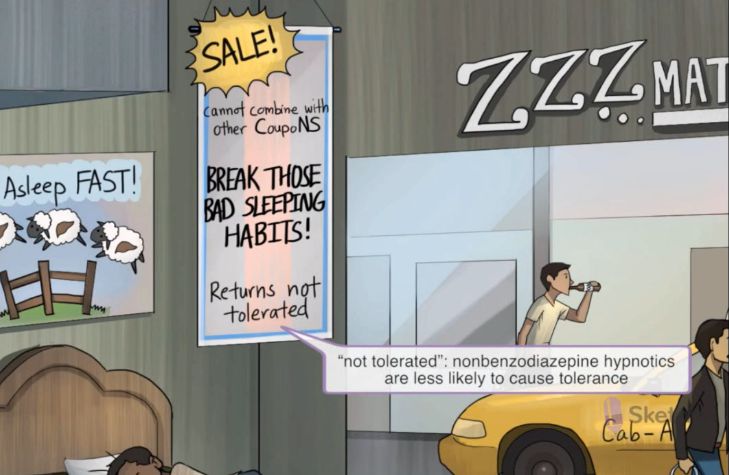 SALE!
cannot combine with
other CoupoNS
BREAK THOSE
BAD SLEEPING
HABITS!
Returns not
tolerated
Asleep FAST!
ZZZ... MAT
"not tolerated": nonbenzodiazepine hypnotics
are less likely to cause tolerance
Sket
Cab-A